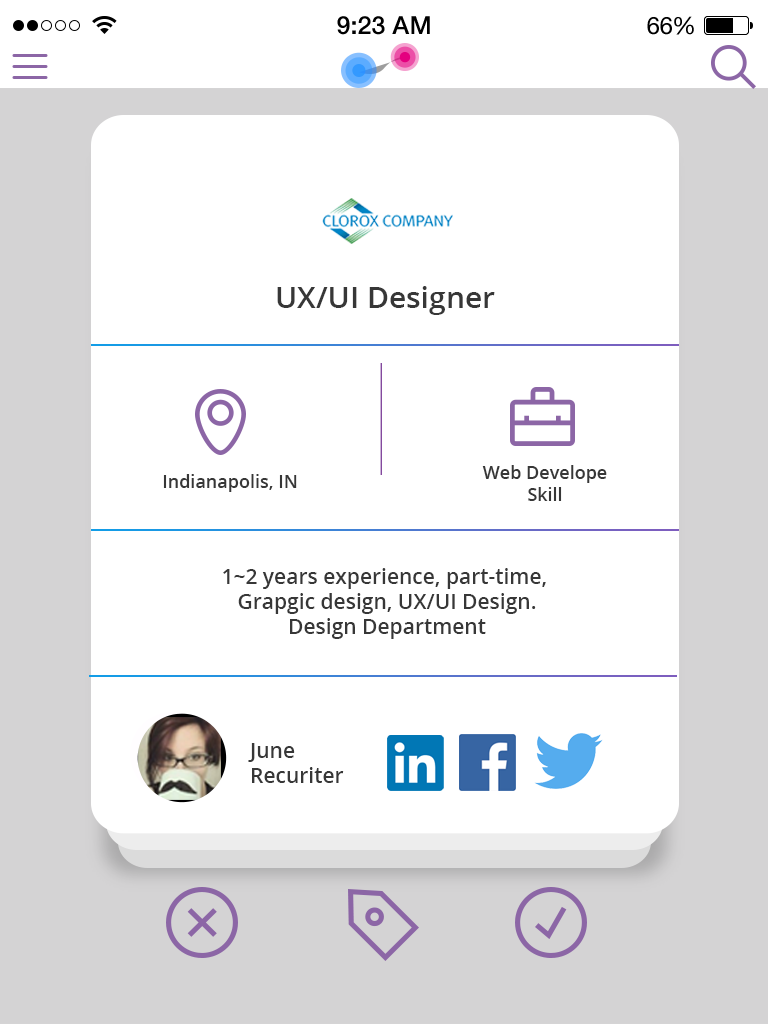 9:23 AM
66%
CLOROX COMPANY
UX/UI Designer
Indianapolis, IN
Web Develope
Skill
1~2 years experience, part-time,
Grapgic design, UX/UI Design.
Design Department
June
Recuriter
in
f